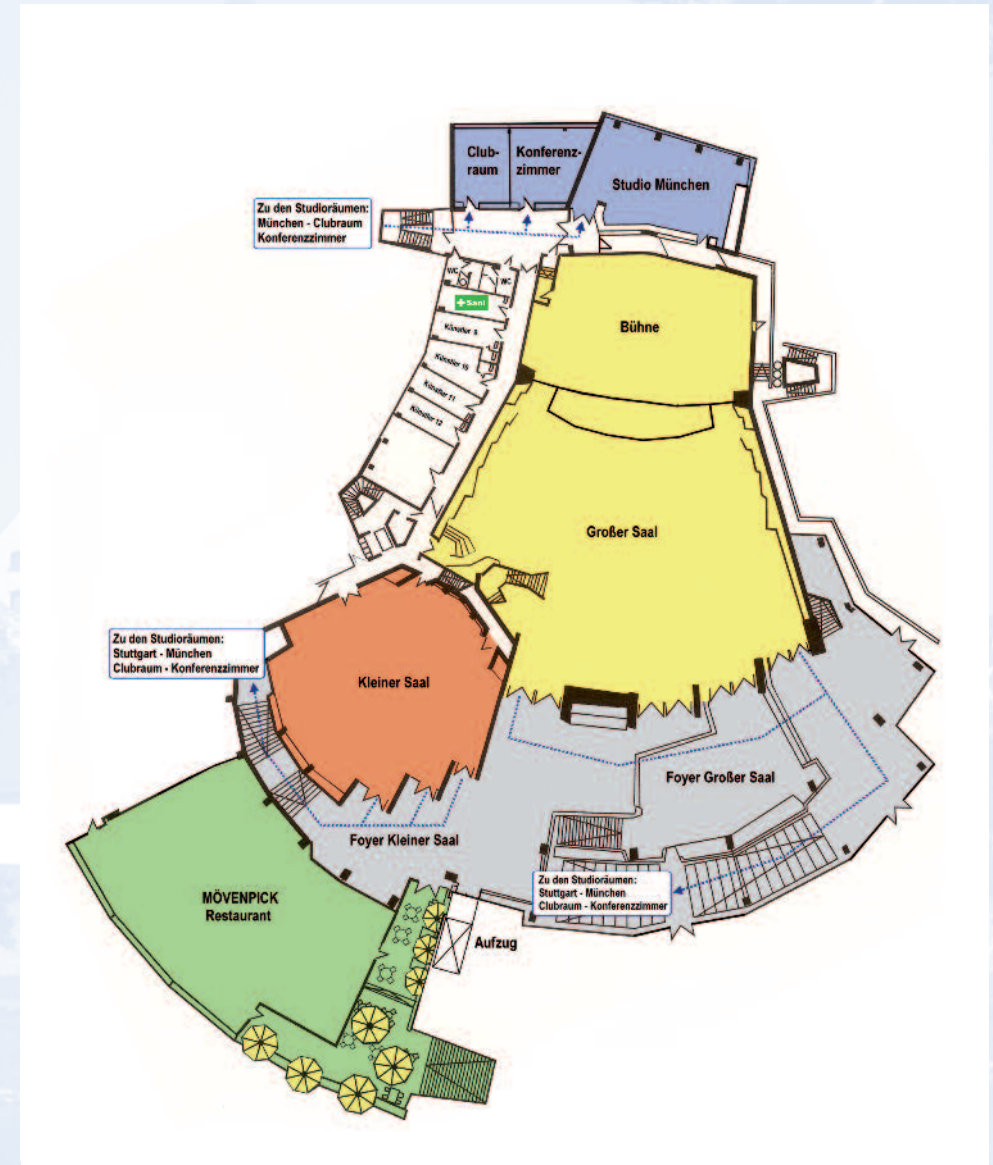 Club-
raum
Konferenz-
zimmer
Studio München
Zu den Studioräumen:
München - Clubraum
Konferenzzimmer
WC
WC
Sani
Bühne
Künstler 9
Künstler 10
Künstler 11
Künstler 12
Großer Saal
Zu den Studioräumen:
Stuttgart - München
Clubraum - Konferenzzimmer
Kleiner Saal
Foyer Großer Saal
Foyer Kleiner Saal
Zu den Studioräumen:
Stuttgart - München
Clubraum - Konferenzzimmer
MÖVENPICK
Restaurant
Aufzug